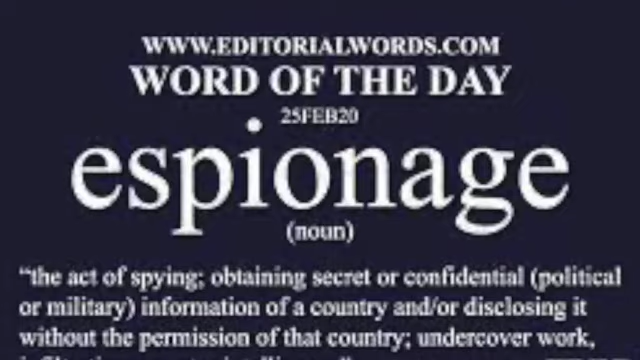 WWW.EDITORIALWORDS.COM
WORD OF THE DAY
25FEB20
espionage
(noun)
“the act of spying; obtaining secret or confidential (political
or military) information of a country and/or disclosing it
without the permission of that country; undercover work,